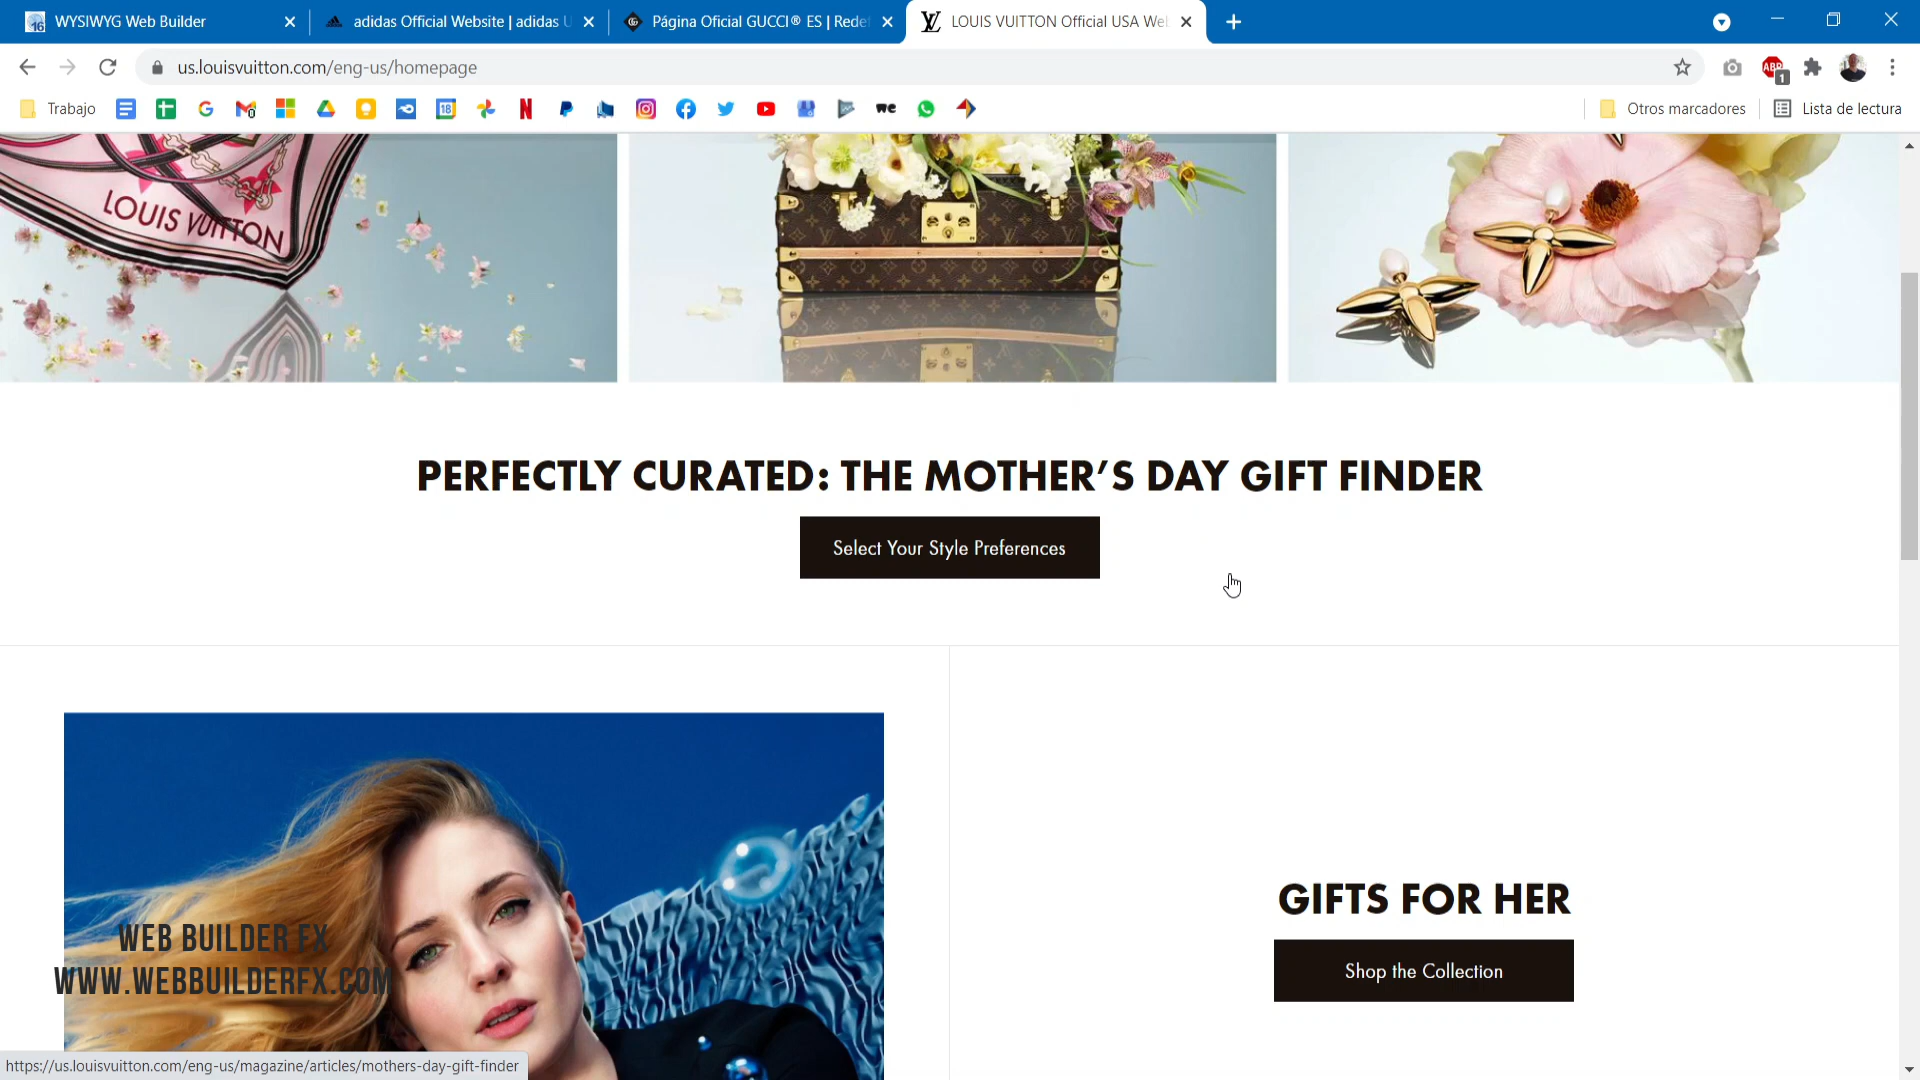 WYSIWYG Web Builder
adidas Official Website | adidas U
Página Oficial GUCCI® ES | Rede
LOUIS VUITTON Official USA We
us.louisvuitton.com/eng-us/homepage
ABP
1
Trabajo
18
Otros marcadores
Lista de lectura
LOUIS VUITTON
PERFECTLY CURATED: THE MOTHER’S DAY GIFT FINDER
Select Your Style Preferences
GIFTS FOR HER
Shop the Collection
WEB BUILDER FX
WWW.WEBBUILDERFX.COM
https://us.louisvuitton.com/eng-us/magazine/articles/mothers-day-gift-finder